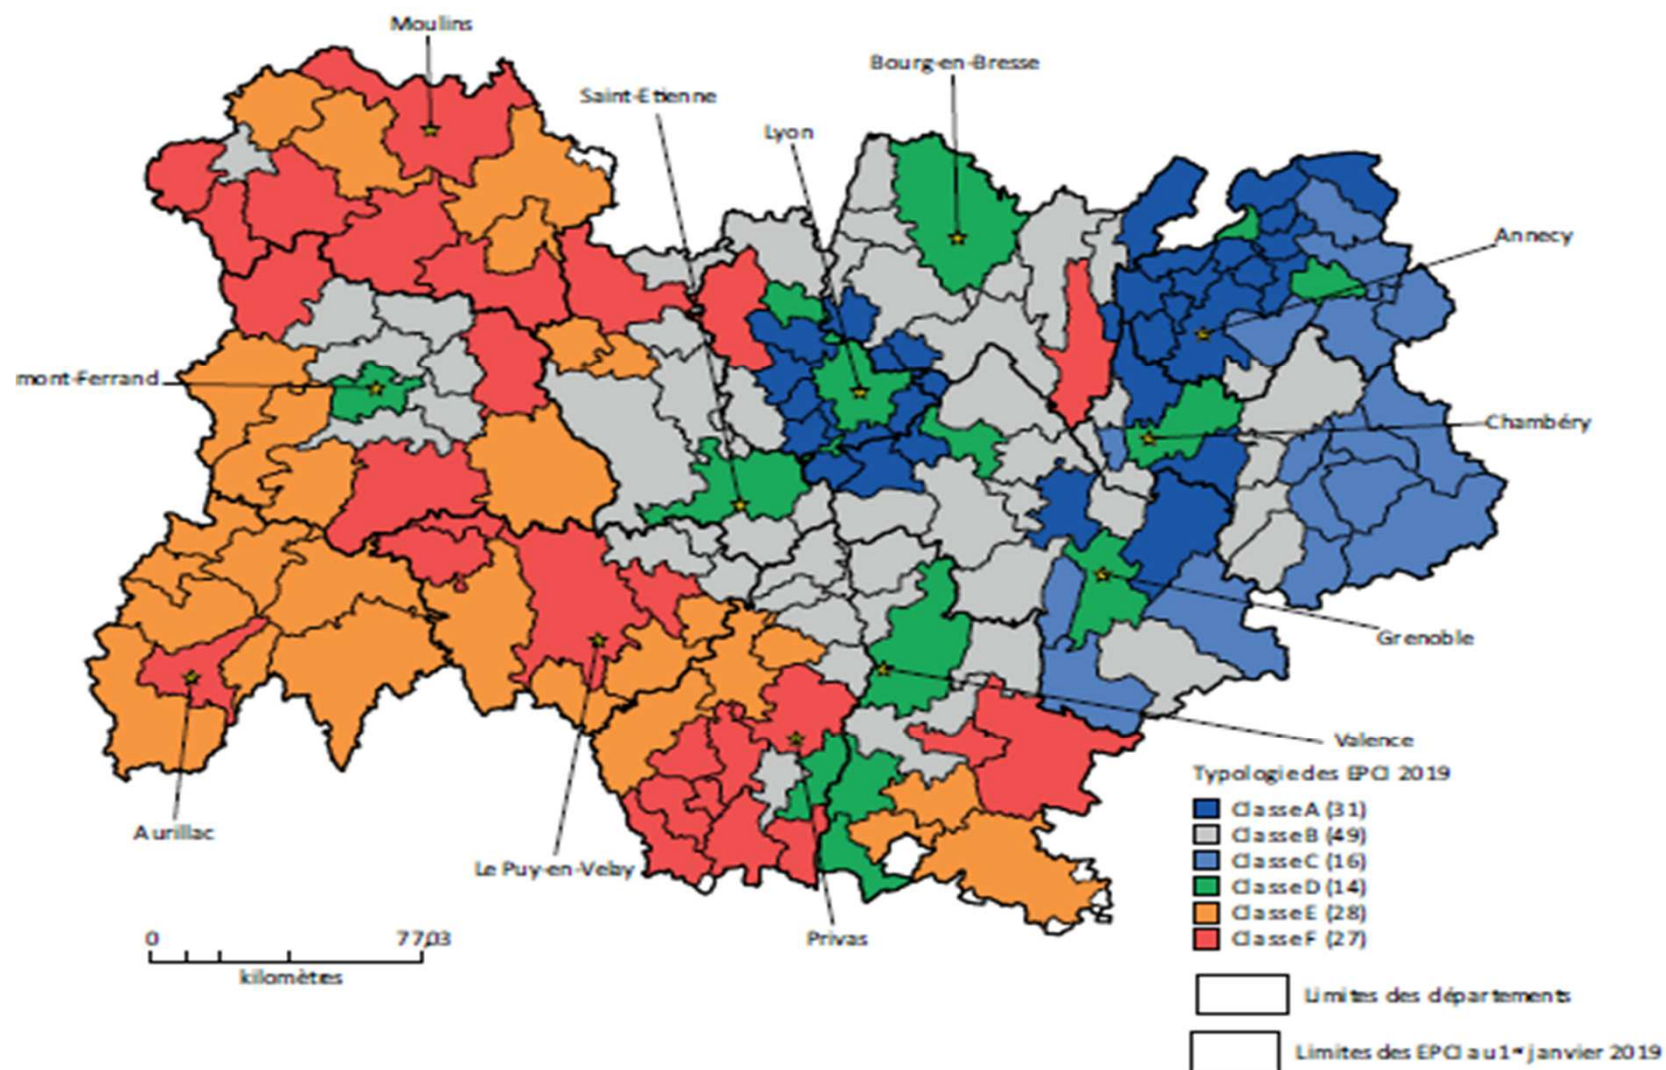 Moulins
Bourg-en-Bresse
Saint-Etienne
Lyon
Annecy
mont-Ferrand
Chambéry
Grenoble
Valence
Typologie des EPCI 2019
Classe A (31)
Classe B (49)
Classe C (16)
Classe D (14)
Classe E (28)
Classe F (27)
Aurillac
Le Puy-en-Velay
Privas
0 77,03
kilomètres
Limites des départements
Limites des EPCI au 1er janvier 2019